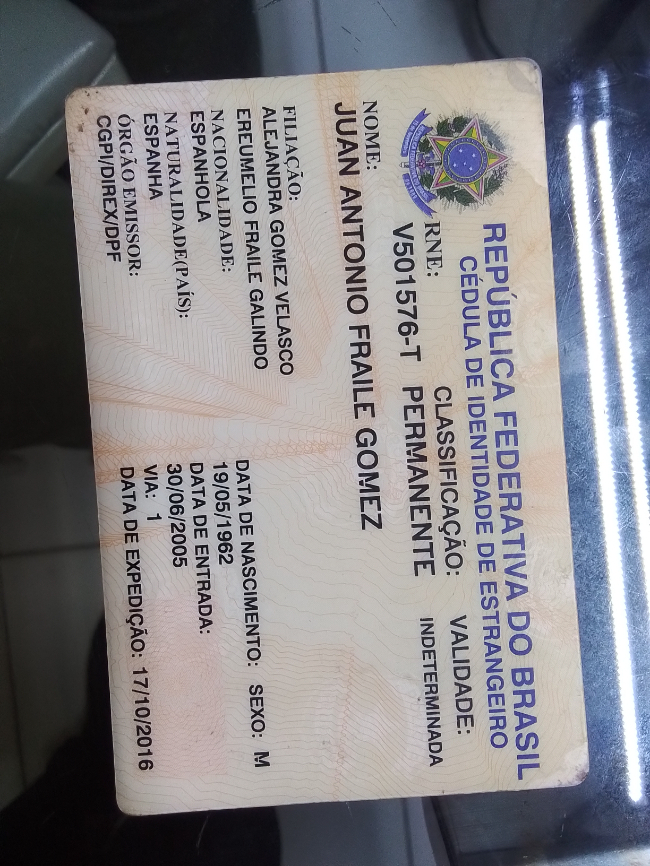 REPÚBLICA FEDERATIVA DO BRASIL
CÉDULA DE IDENTIDADE DE ESTRANGEIRO
RNE: CLASSIFICAÇÃO: VALIDADE:
V501576-T PERMANENTE INDETERMINADA
NOME:
JUAN ANTONIO FRAILE GOMEZ
FILIAÇÃO:
ALEJANDRA GOMEZ VELASCO
EREUMELIO FRAILE GALINDO
NACIONALIDADE: DATA DE NASCIMENTO: SEXO: M
ESPANHOLA 19/05/1962
NATURALIDADE(PAÍS): DATA DE ENTRADA:
ESPANHA 30/06/2005
ÓRGÃO EMISSOR: VIA: 1
CGPI/DIREX/DPF DATA DE EXPEDIÇÃO: 17/10/2016